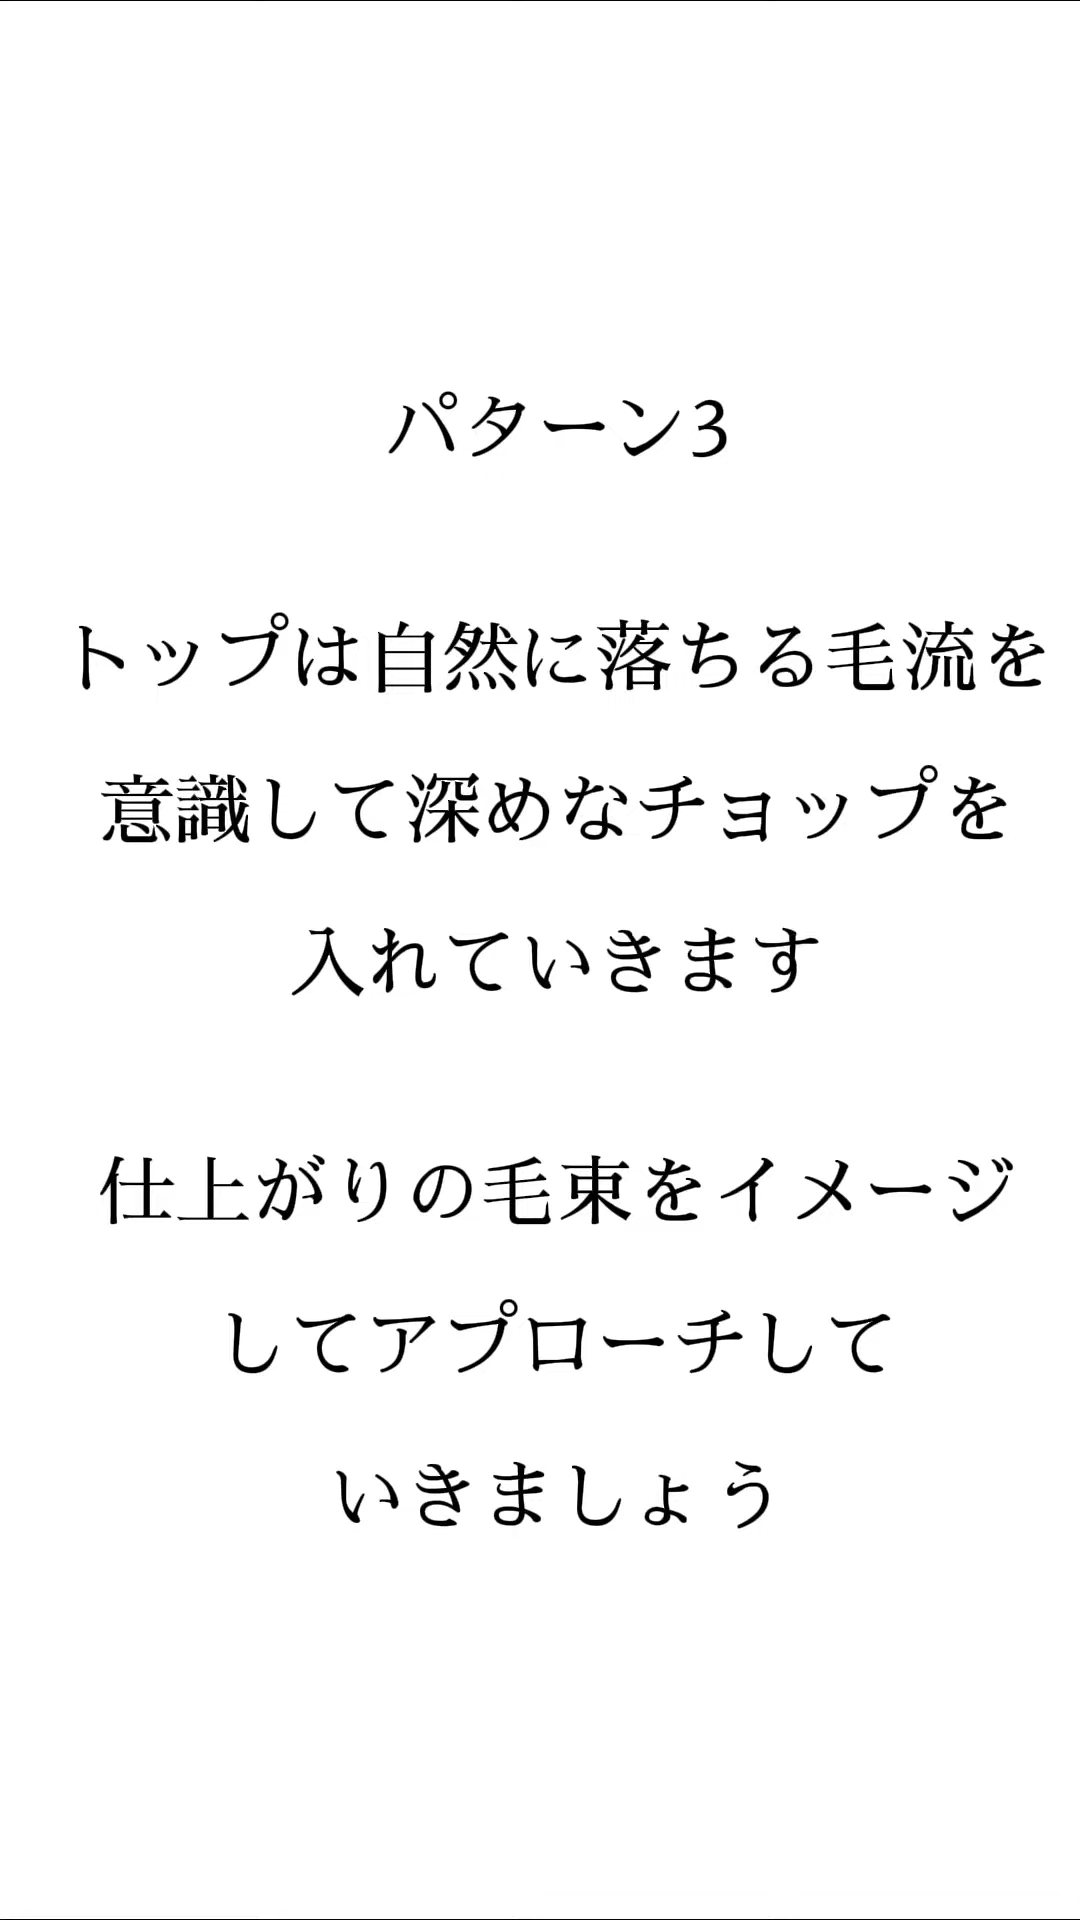 パターン3
トップは自然に落ちる毛流を
意識して深めなチョップを
入れていきます
仕上がりの毛束をイメージ
してアプローチして
いきましょう